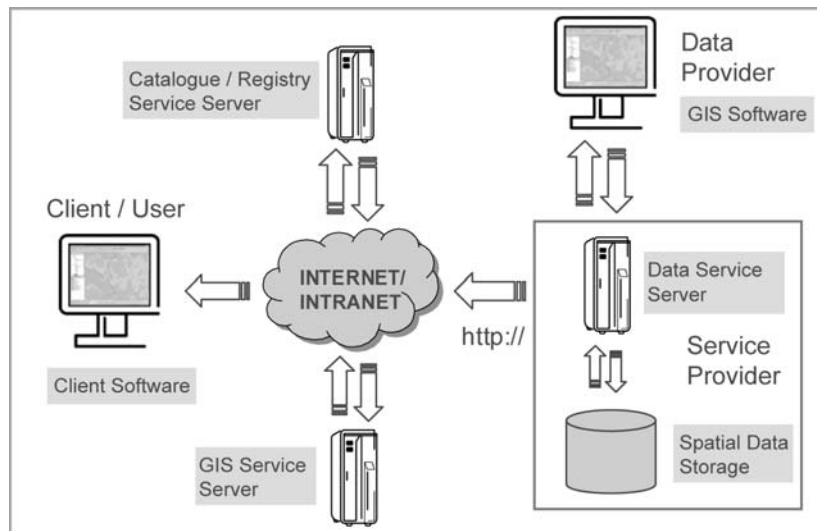 Catalogue / Registry
Service Server
Data
Provider
GIS Software
Client / User
INTERNET/
INTRANET
Data Service
Server
http://
Service
Provider
Client Software
GIS Service
Server
Spatial Data
Storage